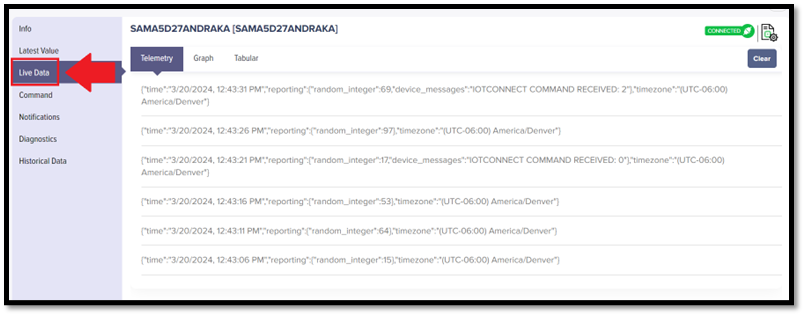 Info
Latest Value
Live Data
Command
Notifications
Diagnostics
Historical Data
SAMA5D27ANDRAKA [SAMA5D27ANDRAKA]
CONNECTED
Telemetry Graph Tabular
Clear
{"time":"3/20/2024, 12:43:31 PM","reporting":{"random_integer":69,"device_messages":"IOTCONNECT COMMAND RECEIVED: 2"},"timezone":"(UTC-06:00)
America/Denver"}
{"time":"3/20/2024, 12:43:26 PM","reporting":{"random_integer":97},"timezone":"(UTC-06:00) America/Denver"}
{"time":"3/20/2024, 12:43:21 PM","reporting":{"random_integer":17,"device_messages":"IOTCONNECT COMMAND RECEIVED: 0"},"timezone":"(UTC-06:00)
America/Denver"}
{"time":"3/20/2024, 12:43:16 PM","reporting":{"random_integer":53},"timezone":"(UTC-06:00) America/Denver"}
{"time":"3/20/2024, 12:43:11 PM","reporting":{"random_integer":64},"timezone":"(UTC-06:00) America/Denver"}
{"time":"3/20/2024, 12:43:06 PM","reporting":{"random_integer":15},"timezone":"(UTC-06:00) America/Denver"}